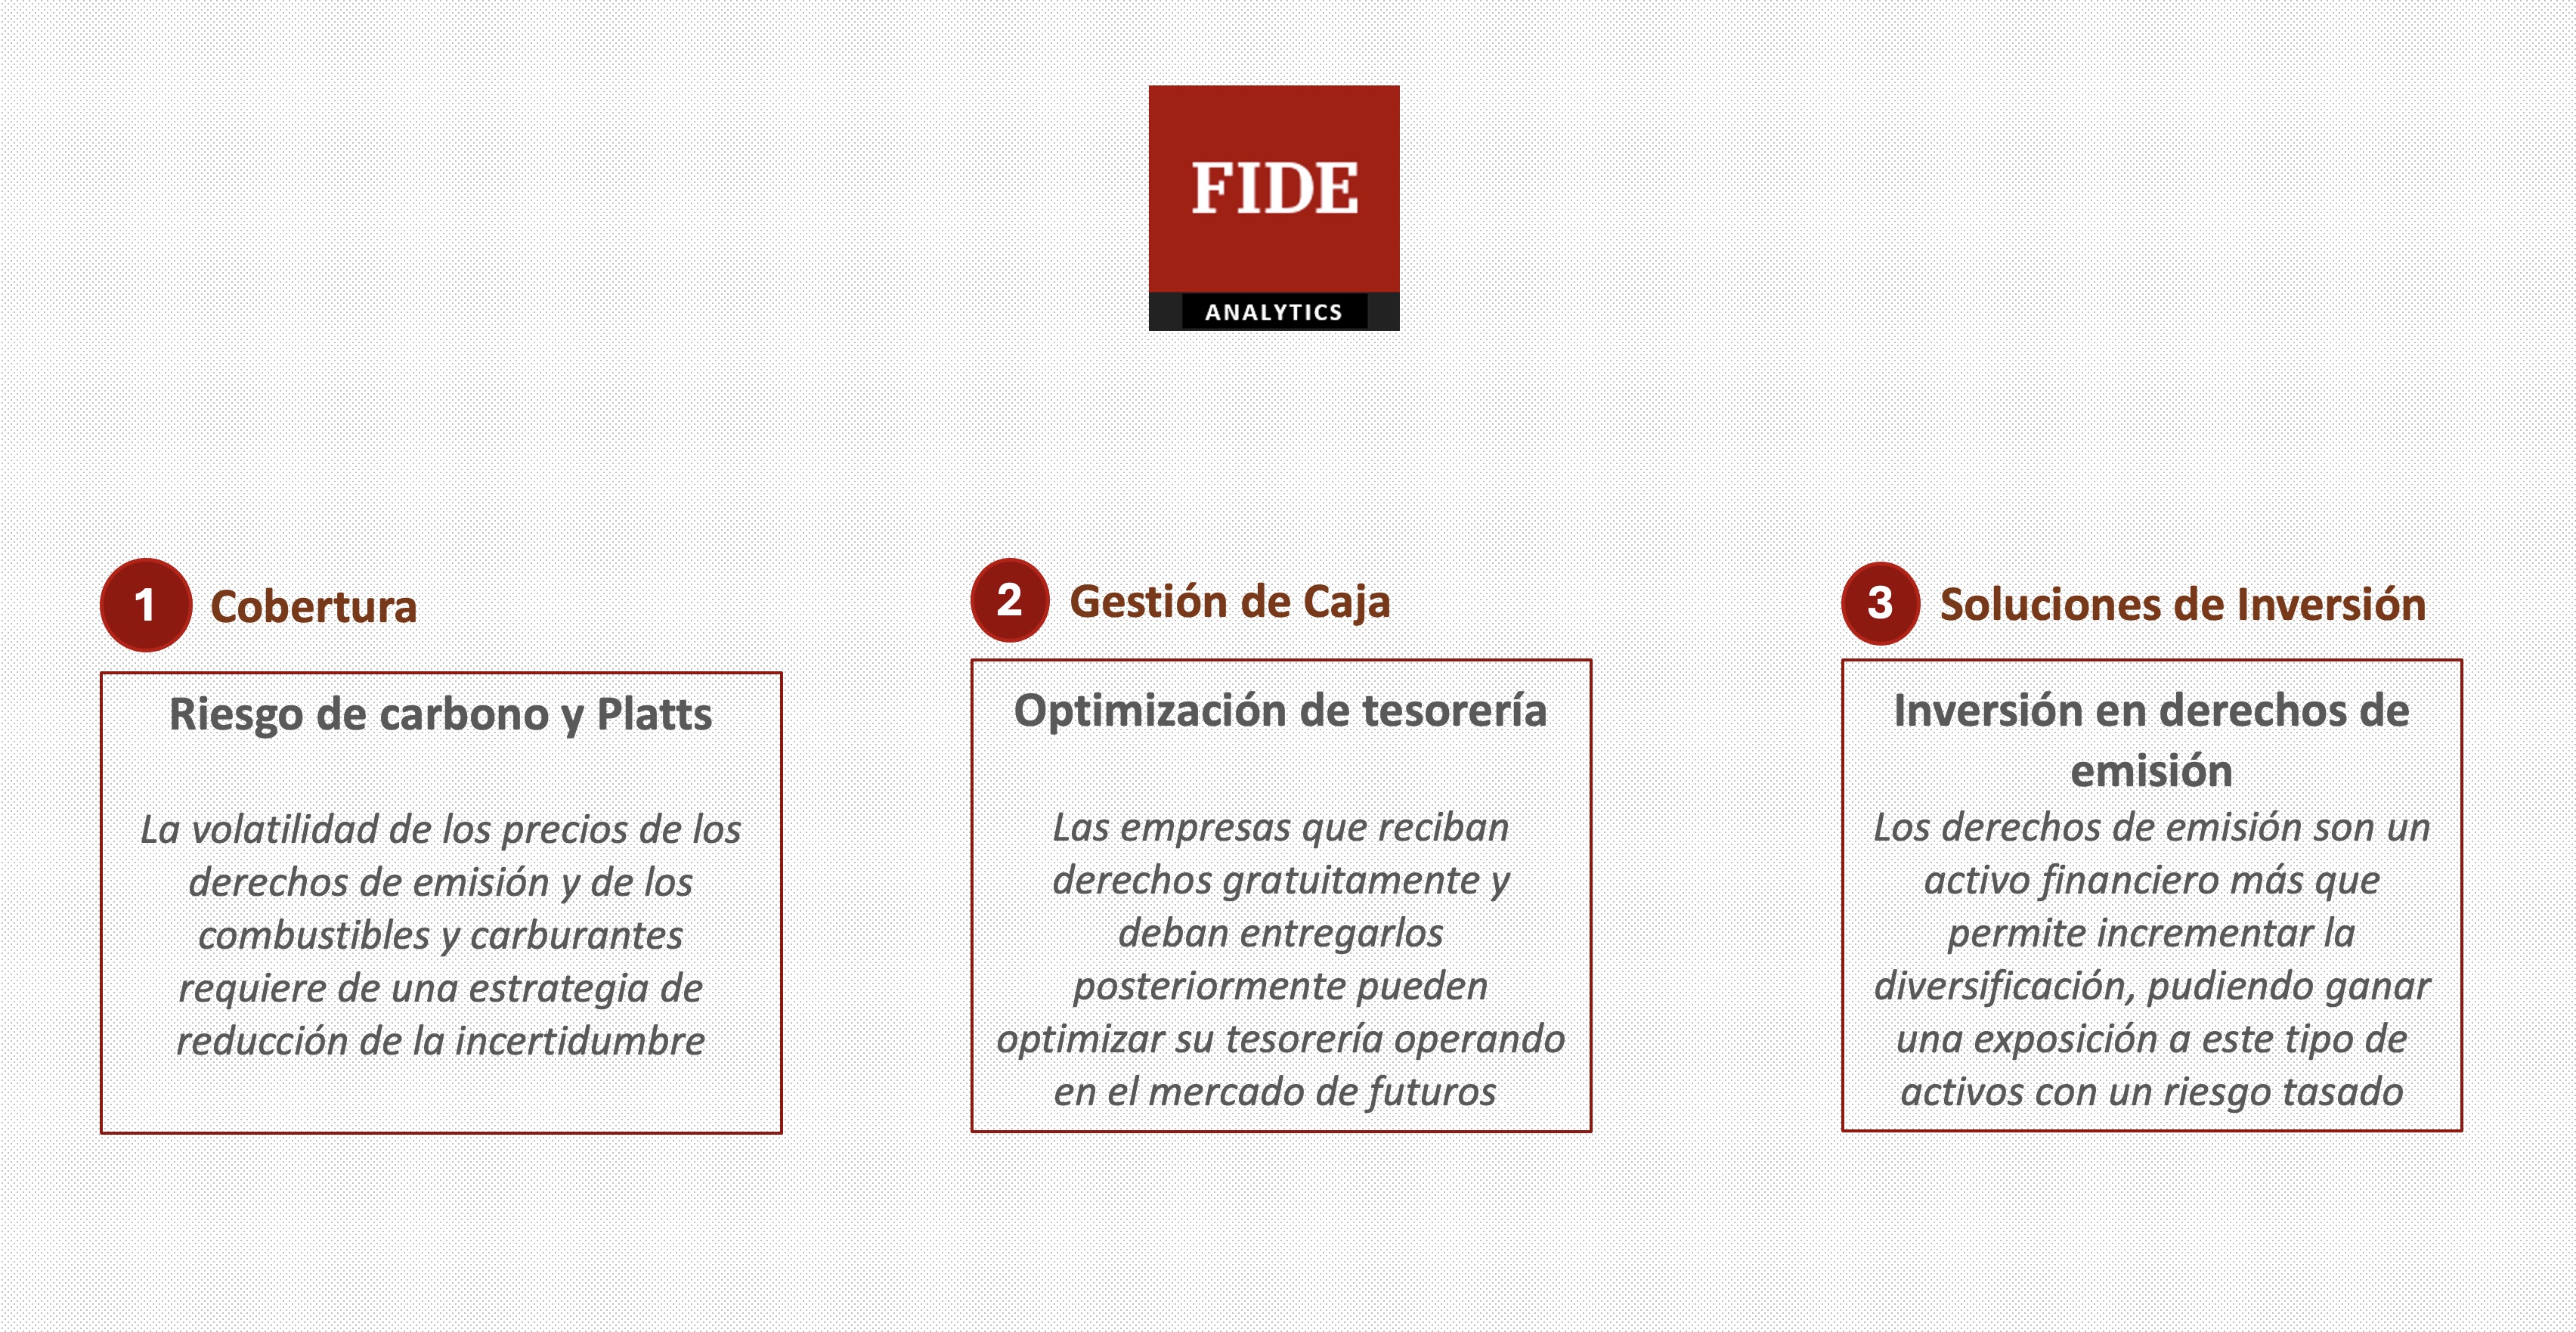 FIDE
ANALYTICS
1 Cobertura
Riesgo de carbono y Platts
La volatilidad de los precios de los
derechos de emisión y de los
combustibles y carburantes
requiere de una estrategia de
reducción de la incertidumbre
2 Gestión de Caja
Optimización de tesorería
Las empresas que reciban
derechos gratuitamente y
deban entregarlos
posteriormente pueden
optimizar su tesorería operando
en el mercado de futuros
3 Soluciones de Inversión
Inversión en derechos de
emisión
Los derechos de emisión son un
activo financiero más que
permite incrementar la
diversificación, pudiendo ganar
una exposición a este tipo de
activos con un riesgo tasado